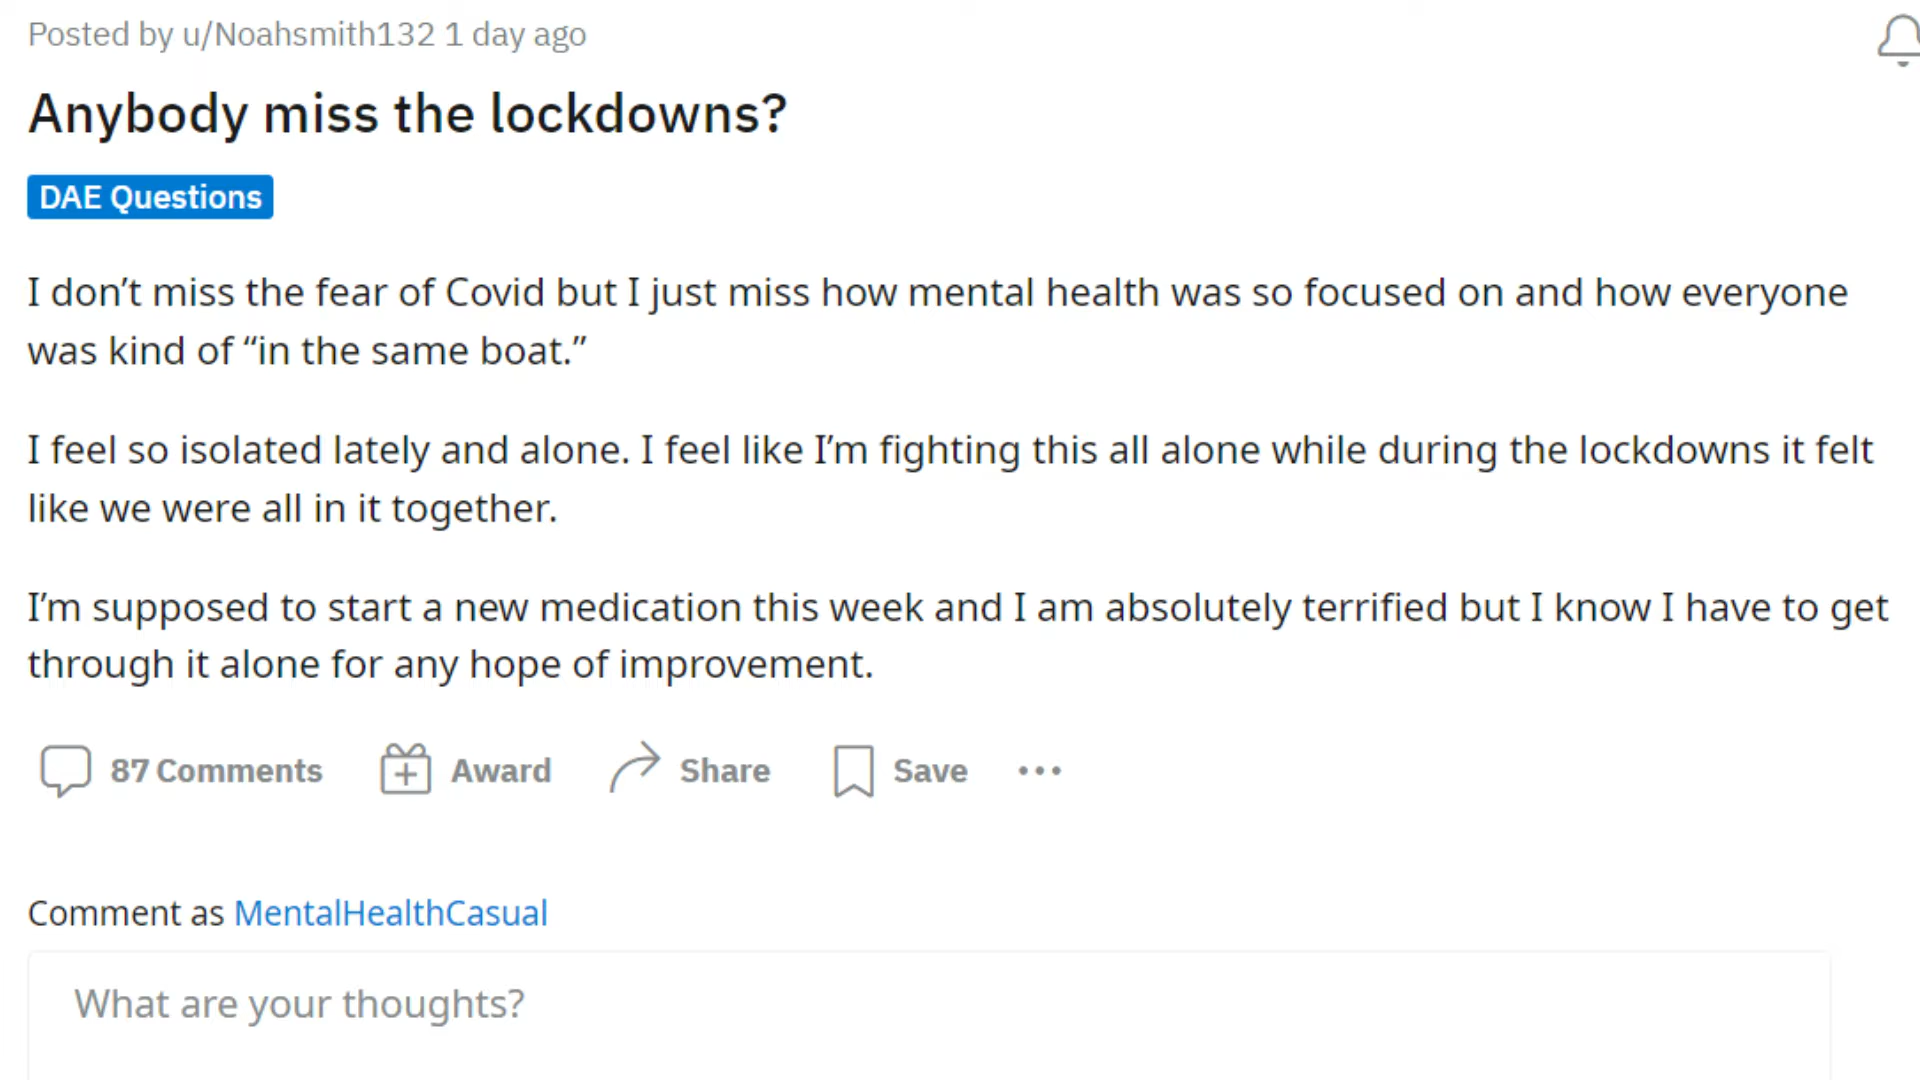 Posted by u/Noahsmith132 1 day ago
Anybody miss the lockdowns?
DAE Questions
I don’t miss the fear of Covid but I just miss how mental health was so focused on and how everyone
was kind of “in the same boat.”
I feel so isolated lately and alone. I feel like I’m fighting this all alone while during the lockdowns it felt
like we were all in it together.
I’m supposed to start a new medication this week and I am absolutely terrified but I know I have to get
through it alone for any hope of improvement.
87 Comments Award Share Save
Comment as MentalHealthCasual
What are your thoughts?